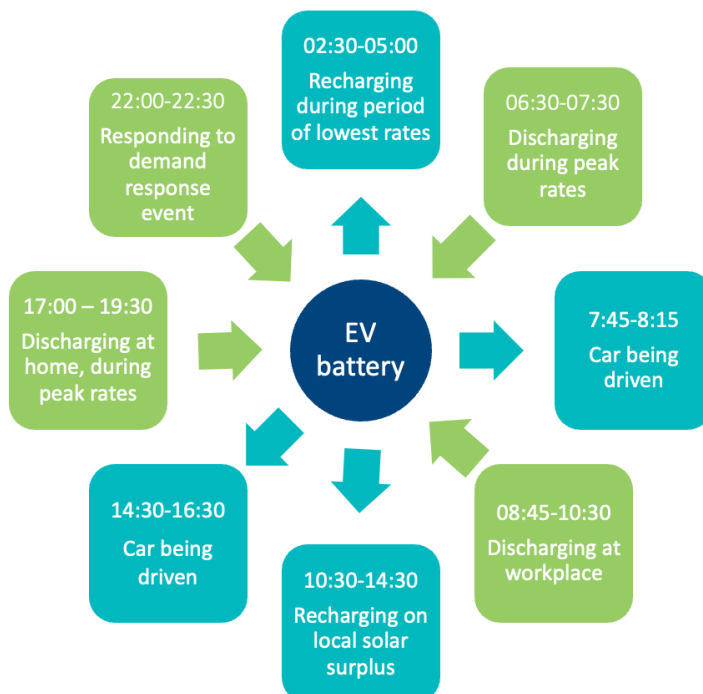 02:30-05:00
Recharging
during period
of lowest rates
06:30-07:30
Discharging
during peak
rates
7:45-8:15
Car being
driven
08:45-10:30
Discharging at
workplace
10:30-14:30
Recharging on
local solar
surplus
14:30-16:30
Car being
driven
17:00 – 19:30
Discharging at
home, during
peak rates
22:00-22:30
Responding to
demand
response
event
EV
battery